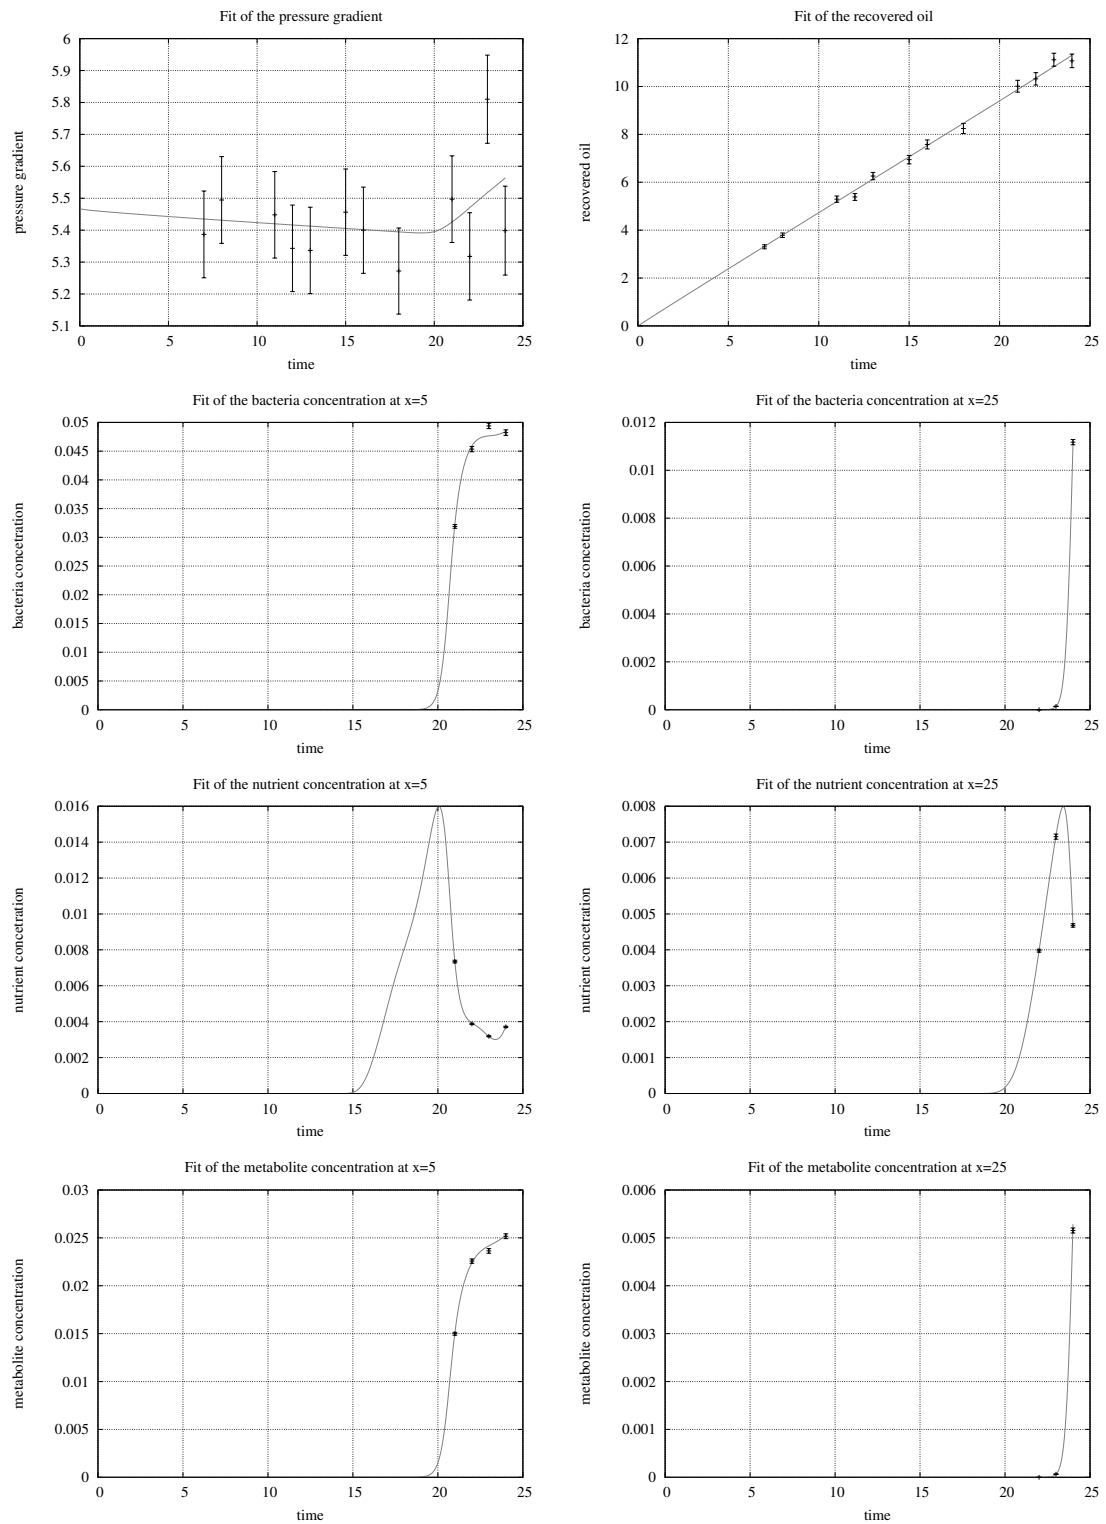 Fit of the pressure gradient
6
5.9
5.8
5.7
5.6
5.5
5.4
5.3
5.2
5.1
0 5 10 15 20 25
pressure gradient
time
Fit of the recovered oil
12
10
8
6
4
2
0
0 5 10 15 20 25
recovered oil
time
Fit of the bacteria concentration at x=5
0.05
0.045
0.04
0.035
0.03
0.025
0.02
0.015
0.01
0.005
0
0 5 10 15 20 25
bacteria concetration
time
Fit of the bacteria concentration at x=25
0.012
0.01
0.008
0.006
0.004
0.002
0
0 5 10 15 20 25
bacteria concetration
time
Fit of the nutrient concentration at x=5
0.016
0.014
0.012
0.01
0.008
0.006
0.004
0.002
0
0 5 10 15 20 25
nutrient concetration
time
Fit of the nutrient concentration at x=25
0.008
0.007
0.006
0.005
0.004
0.003
0.002
0.001
0
0 5 10 15 20 25
nutrient concetration
time
Fit of the metabolite concentration at x=5
0.03
0.025
0.02
0.015
0.01
0.005
0
0 5 10 15 20 25
metabolite concentration
time
Fit of the metabolite concentration at x=25
0.006
0.005
0.004
0.003
0.002
0.001
0
0 5 10 15 20 25
metabolite concetration
time